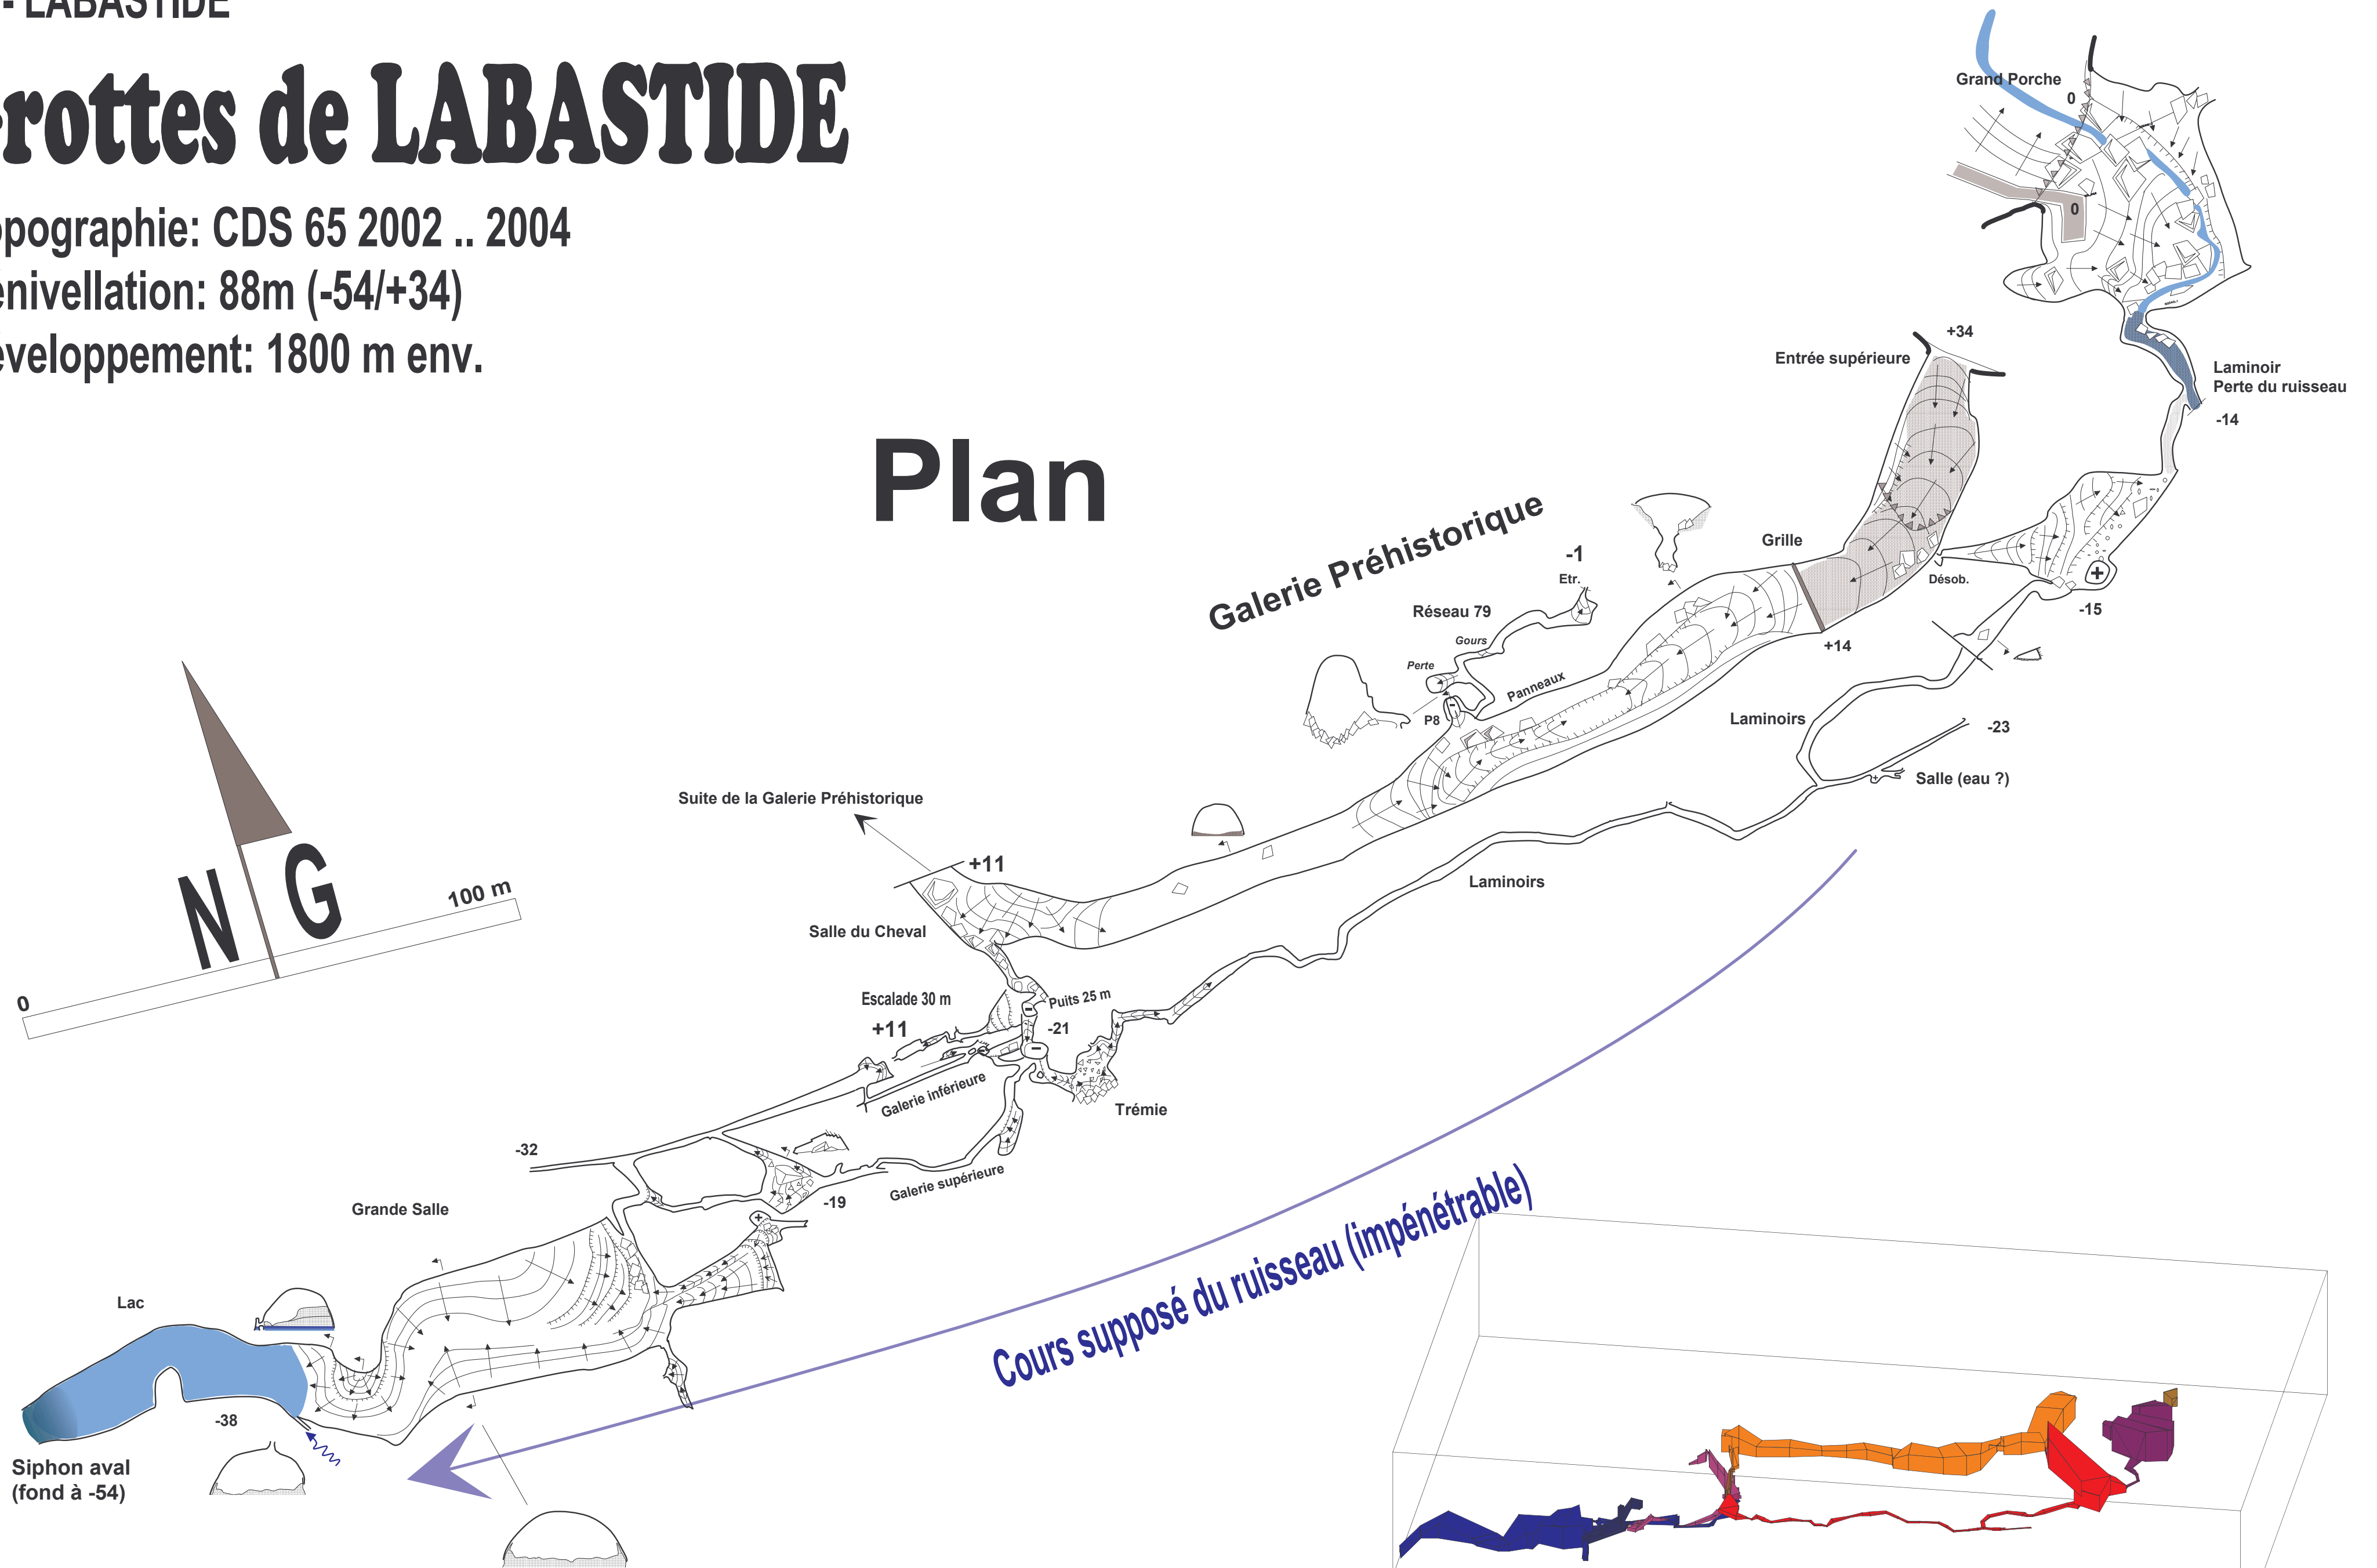 - LABASTIDE
rottes de LABASTIDE
opographie: CDS 65 2002 .. 2004
énivellation: 88m (-54/+34)
éveloppement: 1800 m env.
Plan
Grand Porche
0
0
+34
Entrée supérieure
Laminoir
Perte du ruisseau
-14
Galerie Préhistorique
Grille
-1
Etr.
Désob.
Réseau 79
-15
Gours
+14
Perte
Panneaux
P8
Laminoirs
-23
Salle (eau ?)
Suite de la Galerie Préhistorique
+11
Laminoirs
Salle du Cheval
N G
100 m
0
Escalade 30 m
+11
Puits 25 m
-21
Galerie inférieure
Trémie
-32
Galerie supérieure
-19
Grande Salle
Cours supposé du ruisseau (impénétrable)
Lac
-38
Siphon aval
(fond à -54)